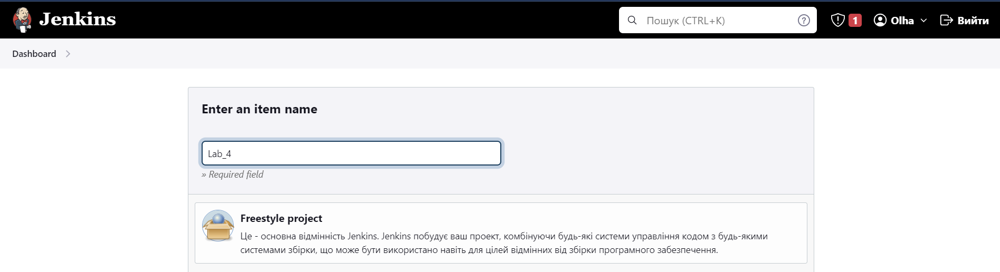 Jenkins
Пошук (CTRL+K)
1
Olha
Выйти
Dashboard
Enter an item name
Lab_4
» Required field
Freestyle project
Це - основна відмінність Jenkins. Jenkins побудує ваш проект, комбінуючи будь-які системи управління кодом з будь-якими
системами збірки, що може бути використано навіть для цілей відмінних від збірки програмного забезпечення.